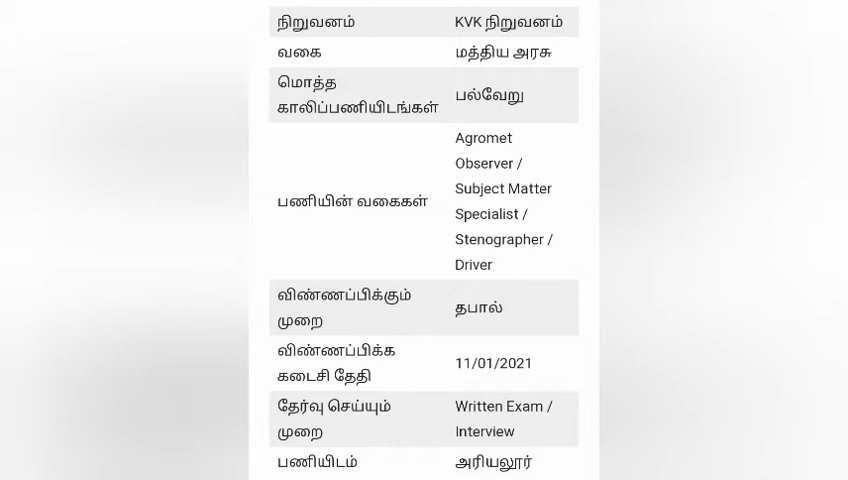 நிறுவனம் KVK நிறுவனம்
வகை மத்திய அரசு
மொத்த
காலிப்பணியிடங்கள் பல்வேறு
பணியின் வகைகள் Agromet
Observer /
Subject Matter
Specialist /
Stenographer /
Driver
விண்ணப்பிக்கும்
முறை தபால்
விண்ணப்பிக்க
கடைசி தேதி 11/01/2021
தேர்வு செய்யும்
முறை Written Exam /
Interview
பணியிடம் அரியலூர்